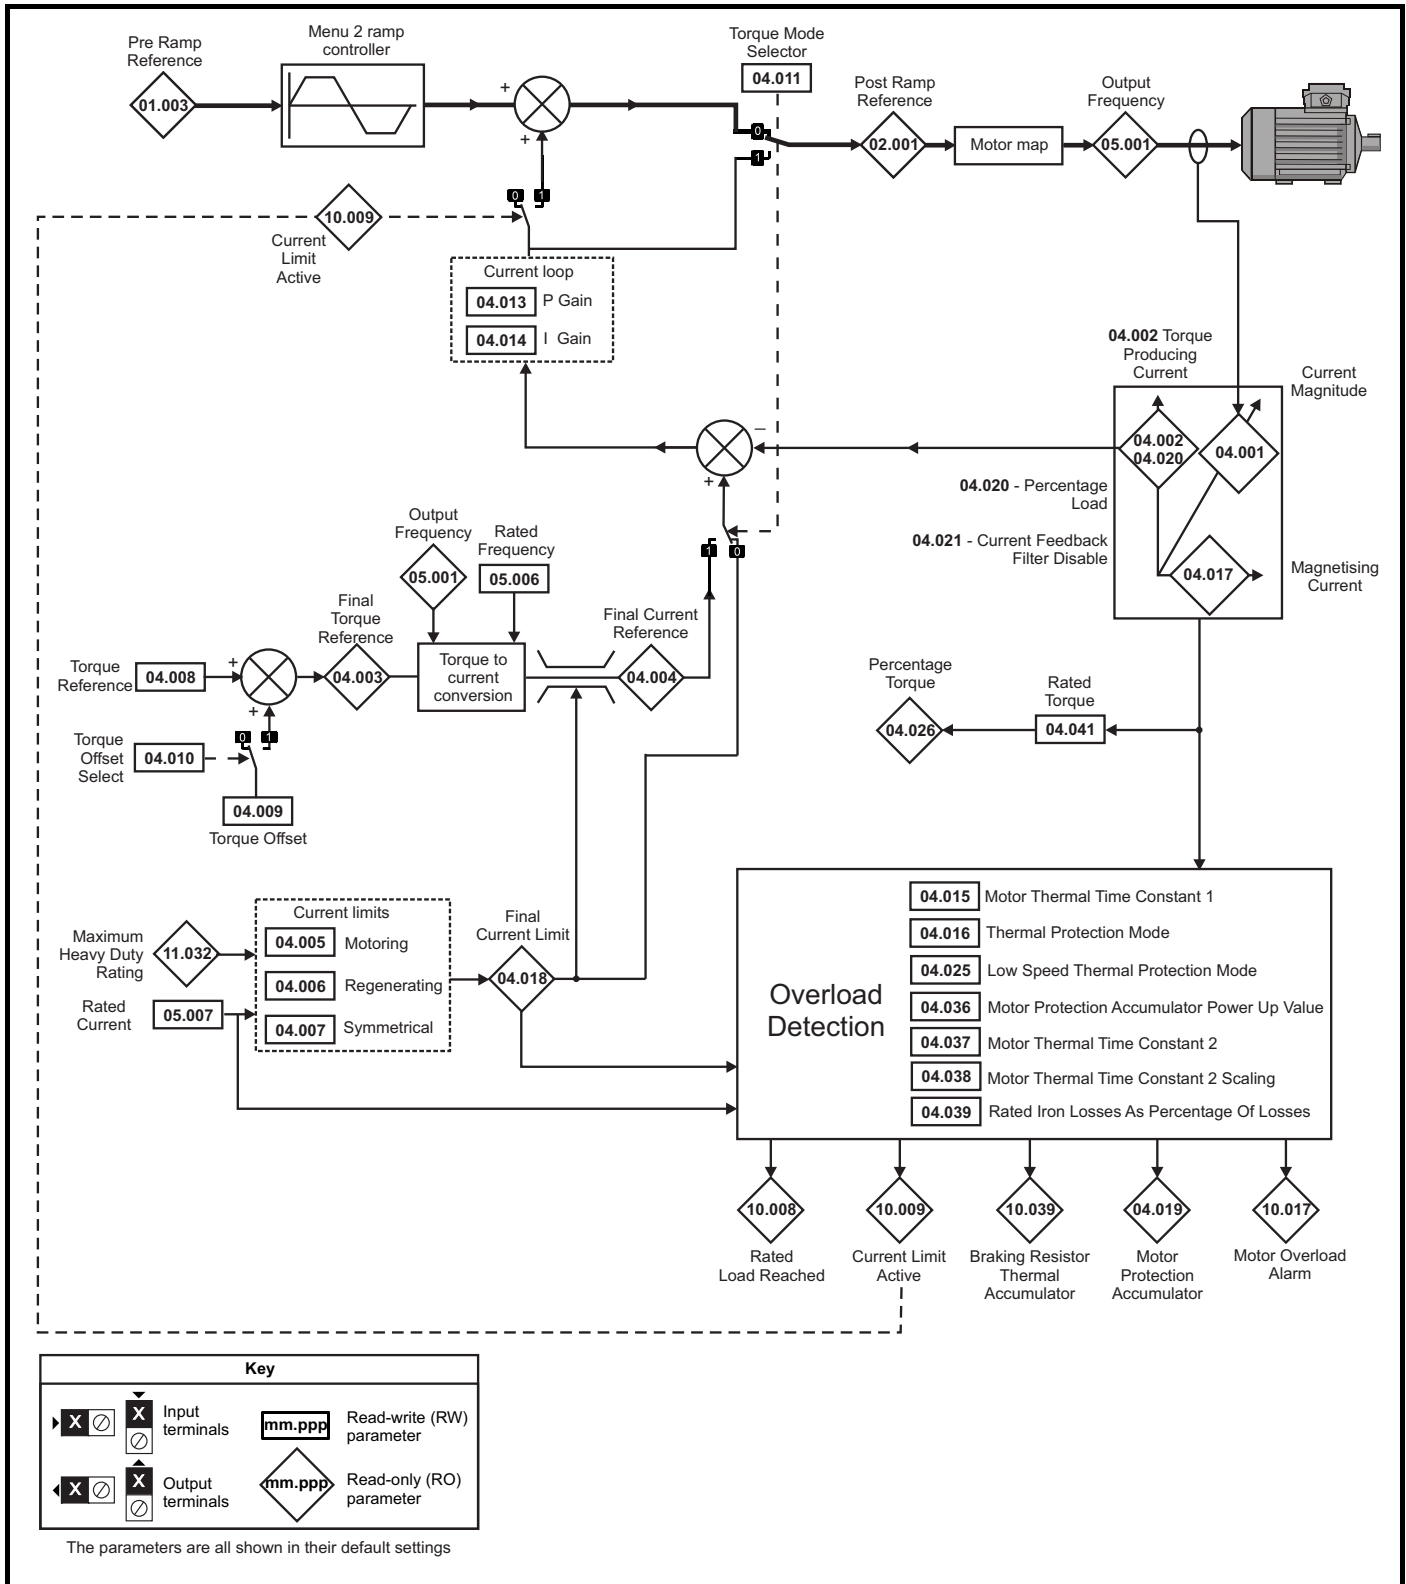 Pre Ramp
Reference
01.003
Menu 2 ramp
controller
+
+
Torque Mode
Selector
04.011
0
1
Post Ramp
Reference
02.001
Motor map
Output
Frequency
05.001
0
1
10.009
Current
Limit
Active
Current loop
04.013 P Gain
04.014 I Gain
04.002 Torque
Producing
Current
Current
Magnitude
04.002
04.020
04.001
–
+
04.020 - Percentage
Load
04.021 - Current Feedback
Filter Disable
04.017
Magnetising
Current
1
0
Output
Frequency
05.001
Rated
Frequency
05.006
Final
Torque
Reference
Final Current
Reference
Torque
Reference
04.008
+
+
04.003
Torque to
current
conversion
04.004
Torque
Offset
Select
04.010
0
1
04.009
Torque Offset
Percentage
Torque
04.026
Rated
Torque
04.041
Maximum
Heavy Duty
Rating
11.032
Rated
Current
05.007
Current limits
04.005 Motoring
04.006 Regenerating
04.007 Symmetrical
Final
Current Limit
04.018
Overload
Detection
04.015 Motor Thermal Time Constant 1
04.016 Thermal Protection Mode
04.025 Low Speed Thermal Protection Mode
04.036 Motor Protection Accumulator Power Up Value
04.037 Motor Thermal Time Constant 2
04.038 Motor Thermal Time Constant 2 Scaling
04.039 Rated Iron Losses As Percentage Of Losses
10.008
Rated
Load Reached
10.009
Current Limit
Active
10.039
Braking Resistor
Thermal
Accumulator
04.019
Motor
Protection
Accumulator
10.017
Motor Overload
Alarm
Key
X
X
Input
terminals
mm.ppp
Read-write (RW)
parameter
X
X
Output
terminals
mm.ppp
Read-only (RO)
parameter
The parameters are all shown in their default settings